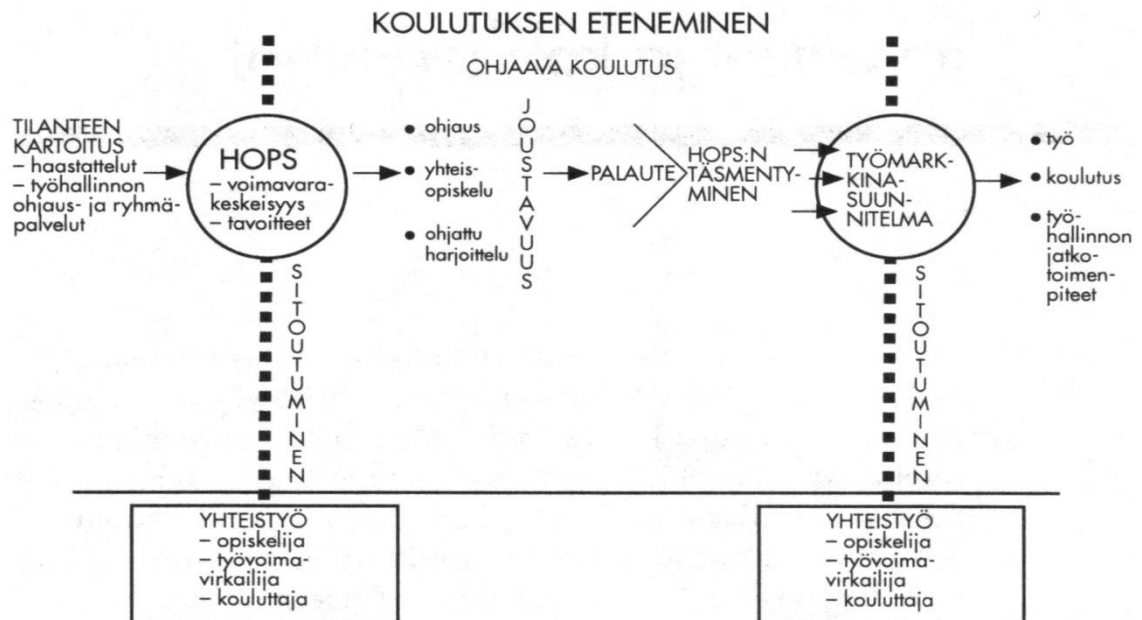 KOULUTUKSEN ETENEMINEN
OHJAAVA KOULUTUS
TILANTEEN
KARTOITUS
– haastattelut
– työhallinnon
ohjaus- ja ryhmä-
palvelut
HOPS
– voimavara-
keskeisyys
– tavoitteet
• ohjaus
• yhteis-
opiskelu
• ohjattu
harjoittelu
JOUSTAVUUS
PALAUTE
HOPS:N
TÄSMENTY-
MINEN
TYÖMARK-
KINA-
SUUN-
NITELMA
• työ
• koulutus
• työ-
hallinnon
jatko-
toimen-
piteet
SITOUTUMINEN
SITOUTUMINEN
YHTEISTYÖ
– opiskelija
– työvoima-
virkailija
– kouluttaja
YHTEISTYÖ
– opiskelija
– työvoima-
virkailija
– kouluttaja